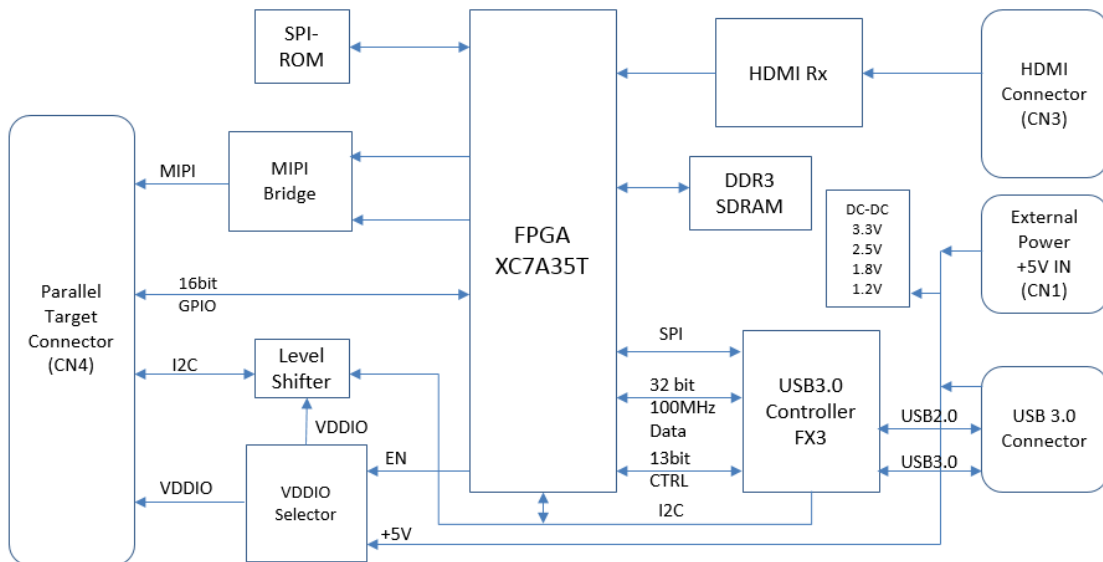 SPI-
ROM
HDMI Rx
HDMI
Connector
(CN3)
MIPI
MIPI
Bridge
DDR3
SDRAM
FPGA
XC7A35T
DC-DC
3.3V
2.5V
1.8V
1.2V
External
Power
+5V IN
(CN1)
Parallel
Target
Connector
(CN4)
16bit
GPIO
I2C
Level
Shifter
VDDIO
SPI
32 bit
100MHz
Data
13bit
CTRL
USB3.0
Controller
FX3
USB2.0
USB3.0
USB 3.0
Connector
EN
VDDIO
VDDIO
Selector
I2C
+5V